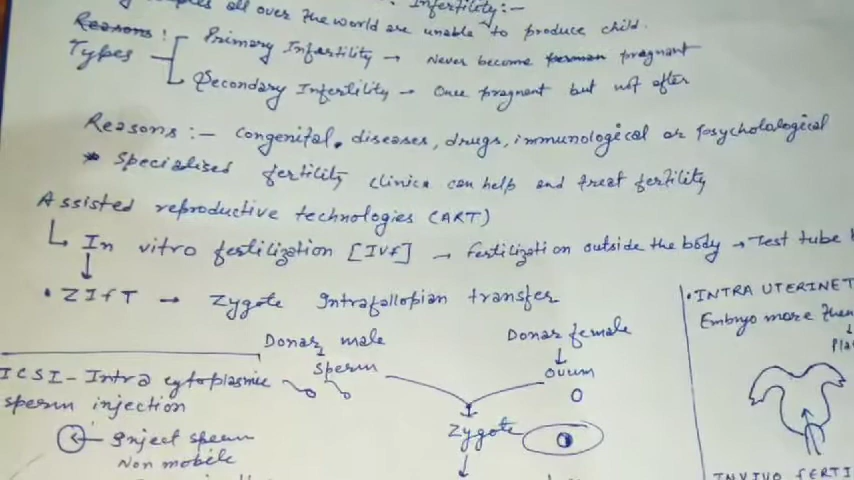 all over the world are unable to produce child.
Infertility:-
Reasons:
Types
Primary Infertility → Never become pregnant
Secondary Infertility → Once pregnant but not after
Reasons:- Congenital, diseases, drugs, immunological or
* Specialised fertility clinics can help and treat fertility
Assisted reproductive technologies (ART)
In vitro fertilization [IVF] → Fertilization outside the body → Test tube
• ZIFT → Zygote Intrafallopian transfer
Donar male
sperm
Donar female
ovum
Zygote
ICSI - Intra cytoplasmic
sperm injection
Inject sperm
Non mobile
• INTRA UTERINE
Embryo more then
INVIVO FERTI